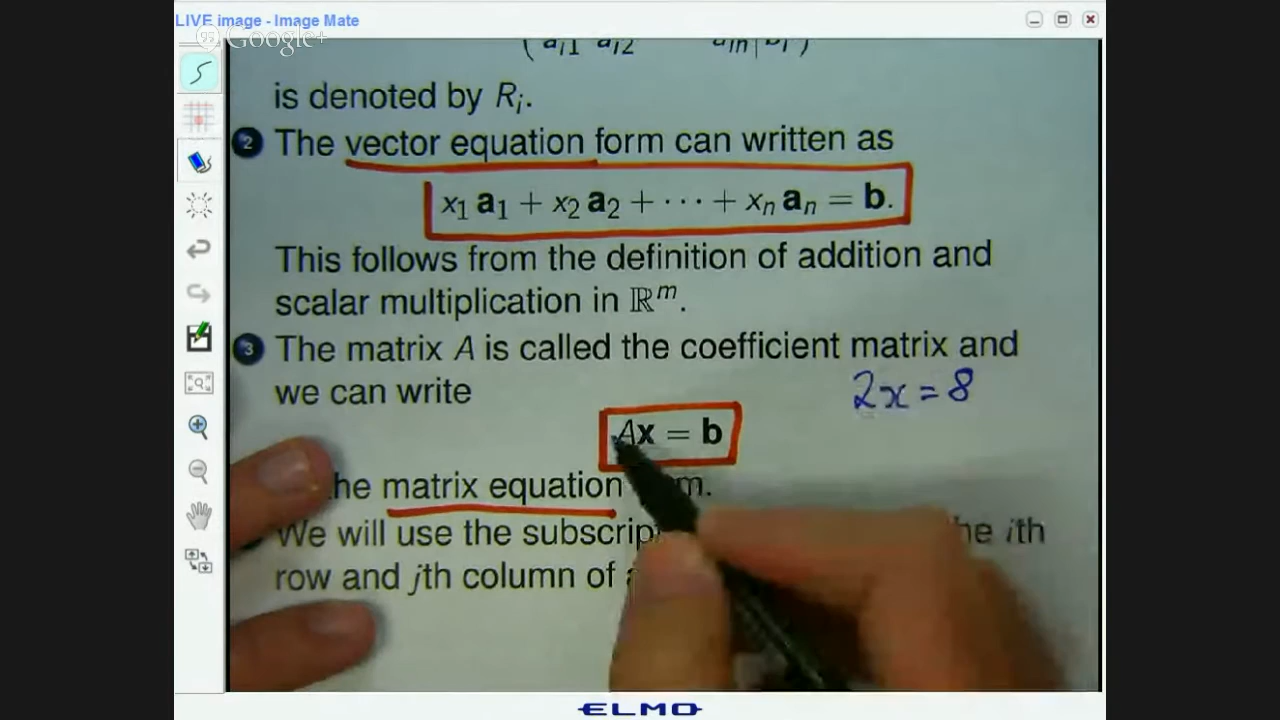 LIVE image - Image Mate
Google+
is denoted by Rᵢ.
2 The vector equation form can written as
x₁ a₁ + x₂ a₂ + ··· + xₙ aₙ = b.
This follows from the definition of addition and
scalar multiplication in ℝᵐ.
3 The matrix A is called the coefficient matrix and
we can write
2x = 8
Ax = b
matrix equation
We will use the subscript
ith
row and jth column of
ELMO